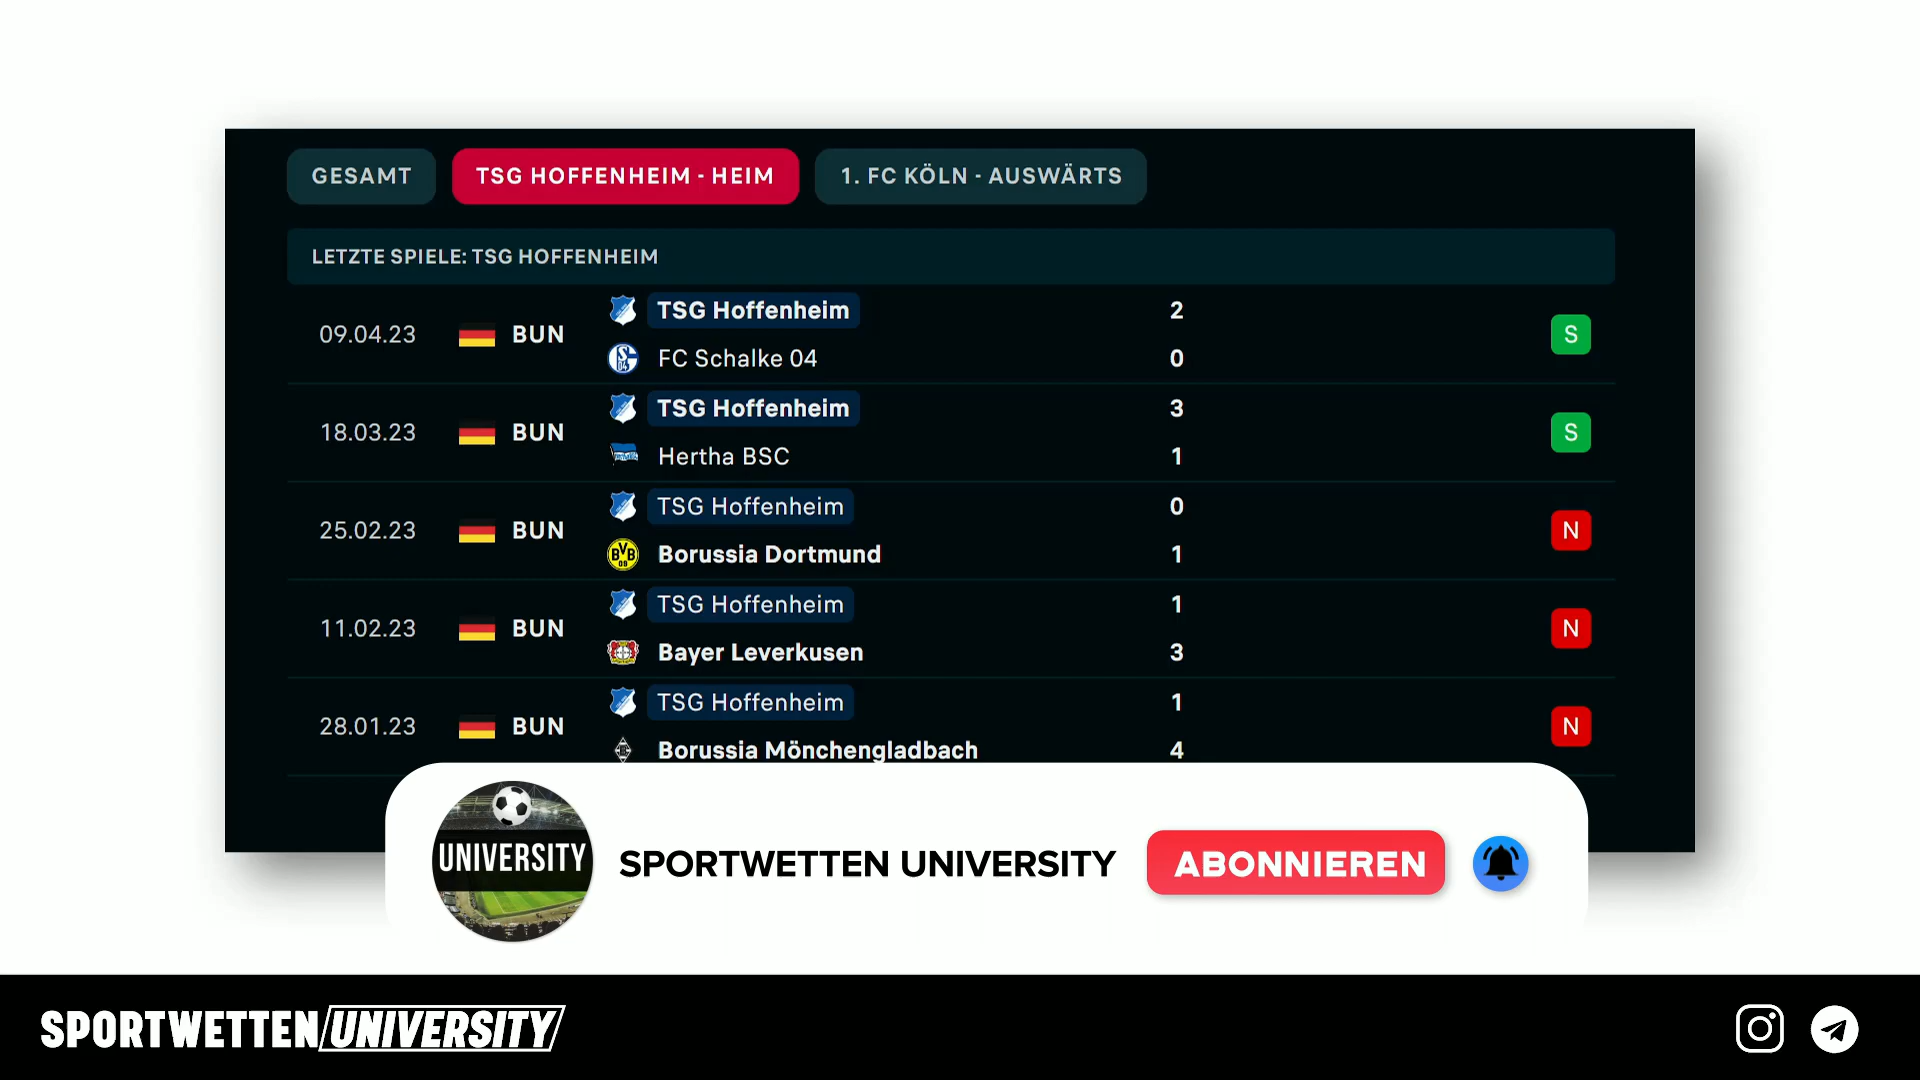 GESAMT TSG HOFFENHEIM - HEIM 1. FC KÖLN - AUSWÄRTS
LETZTE SPIELE: TSG HOFFENHEIM
TSG Hoffenheim 2
09.04.23 BUN S
FC Schalke 04 0
TSG Hoffenheim 3
18.03.23 BUN S
Hertha BSC 1
TSG Hoffenheim 0
25.02.23 BUN N
Borussia Dortmund 1
TSG Hoffenheim 1
11.02.23 BUN N
Bayer Leverkusen 3
TSG Hoffenheim 1
28.01.23 BUN N
Borussia Mönchengladbach 4
UNIVERSITY SPORTWETTEN UNIVERSITY ABONNIEREN
SPORTWETTEN UNIVERSITY